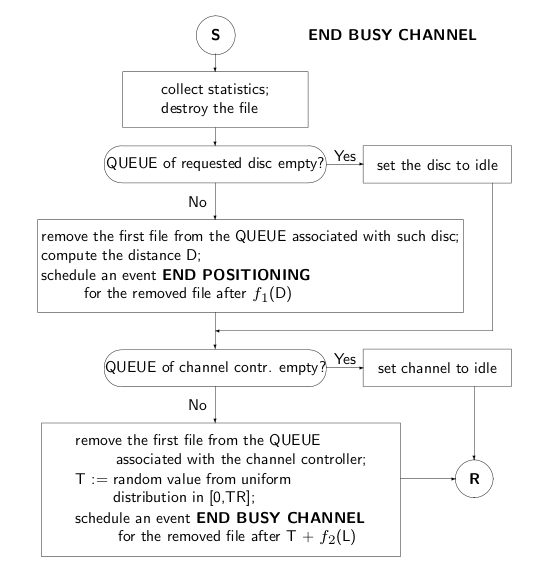 S
END BUSY CHANNEL
collect statistics;
destroy the file
QUEUE of requested disc empty?
Yes
set the disc to idle
No
remove the first file from the QUEUE associated with such disc;
compute the distance D;
schedule an event END POSITIONING
for the removed file after f₁(D)
QUEUE of channel contr. empty?
Yes
set channel to idle
No
remove the first file from the QUEUE
associated with the channel controller;
T := random value from uniform
distribution in [0,TR];
schedule an event END BUSY CHANNEL
for the removed file after T + f₂(L)
R